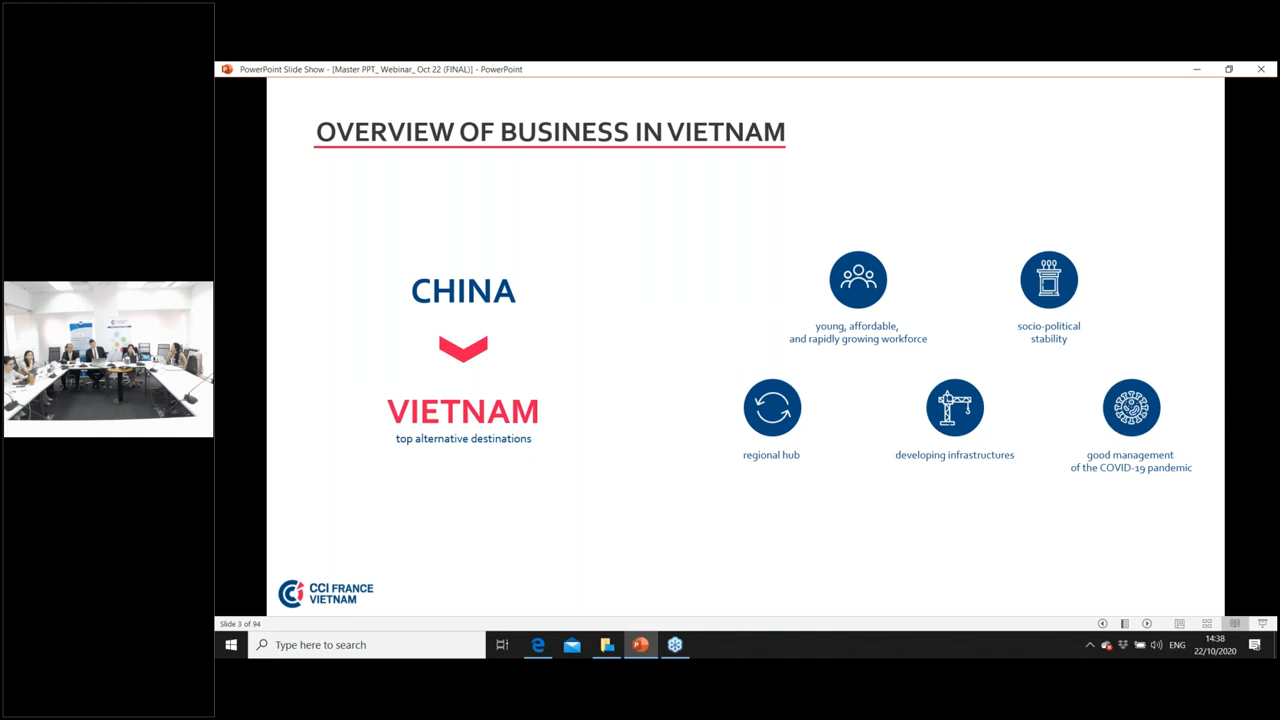 PowerPoint Slide Show - [Master PPT_ Webinar_ Oct 22 (FINAL)] - PowerPoint
OVERVIEW OF BUSINESS IN VIETNAM
CHINA
VIETNAM
top alternative destinations
young, affordable,
and rapidly growing workforce
socio-political
stability
regional hub
developing infrastructures
good management
of the COVID-19 pandemic
CCI FRANCE
VIETNAM
Slide 3 of 94
Type here to search
ENG
14:38
22/10/2020